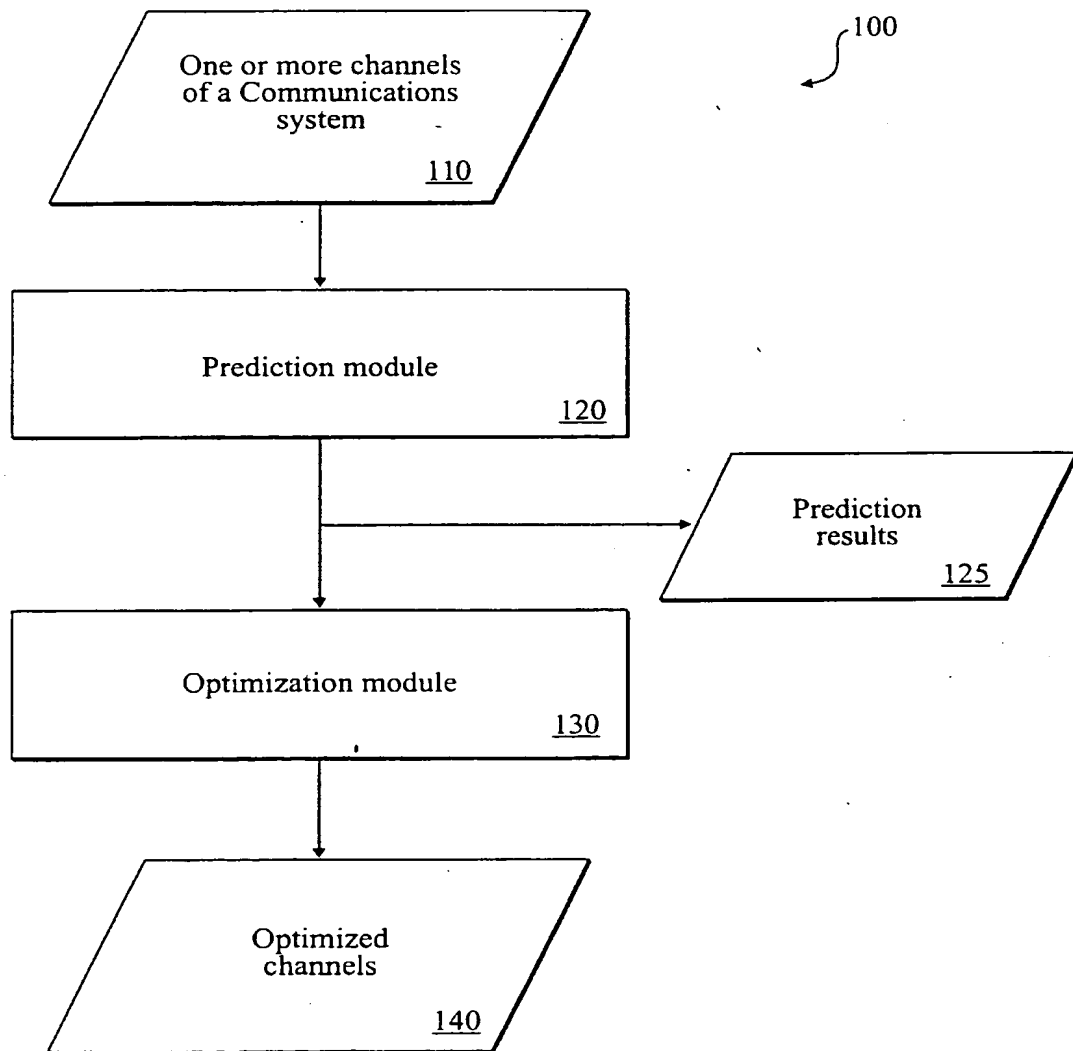 100
One or more channels
of a Communications
system
110
Prediction module
120
Prediction
results
125
Optimization module
130
Optimized
channels
140